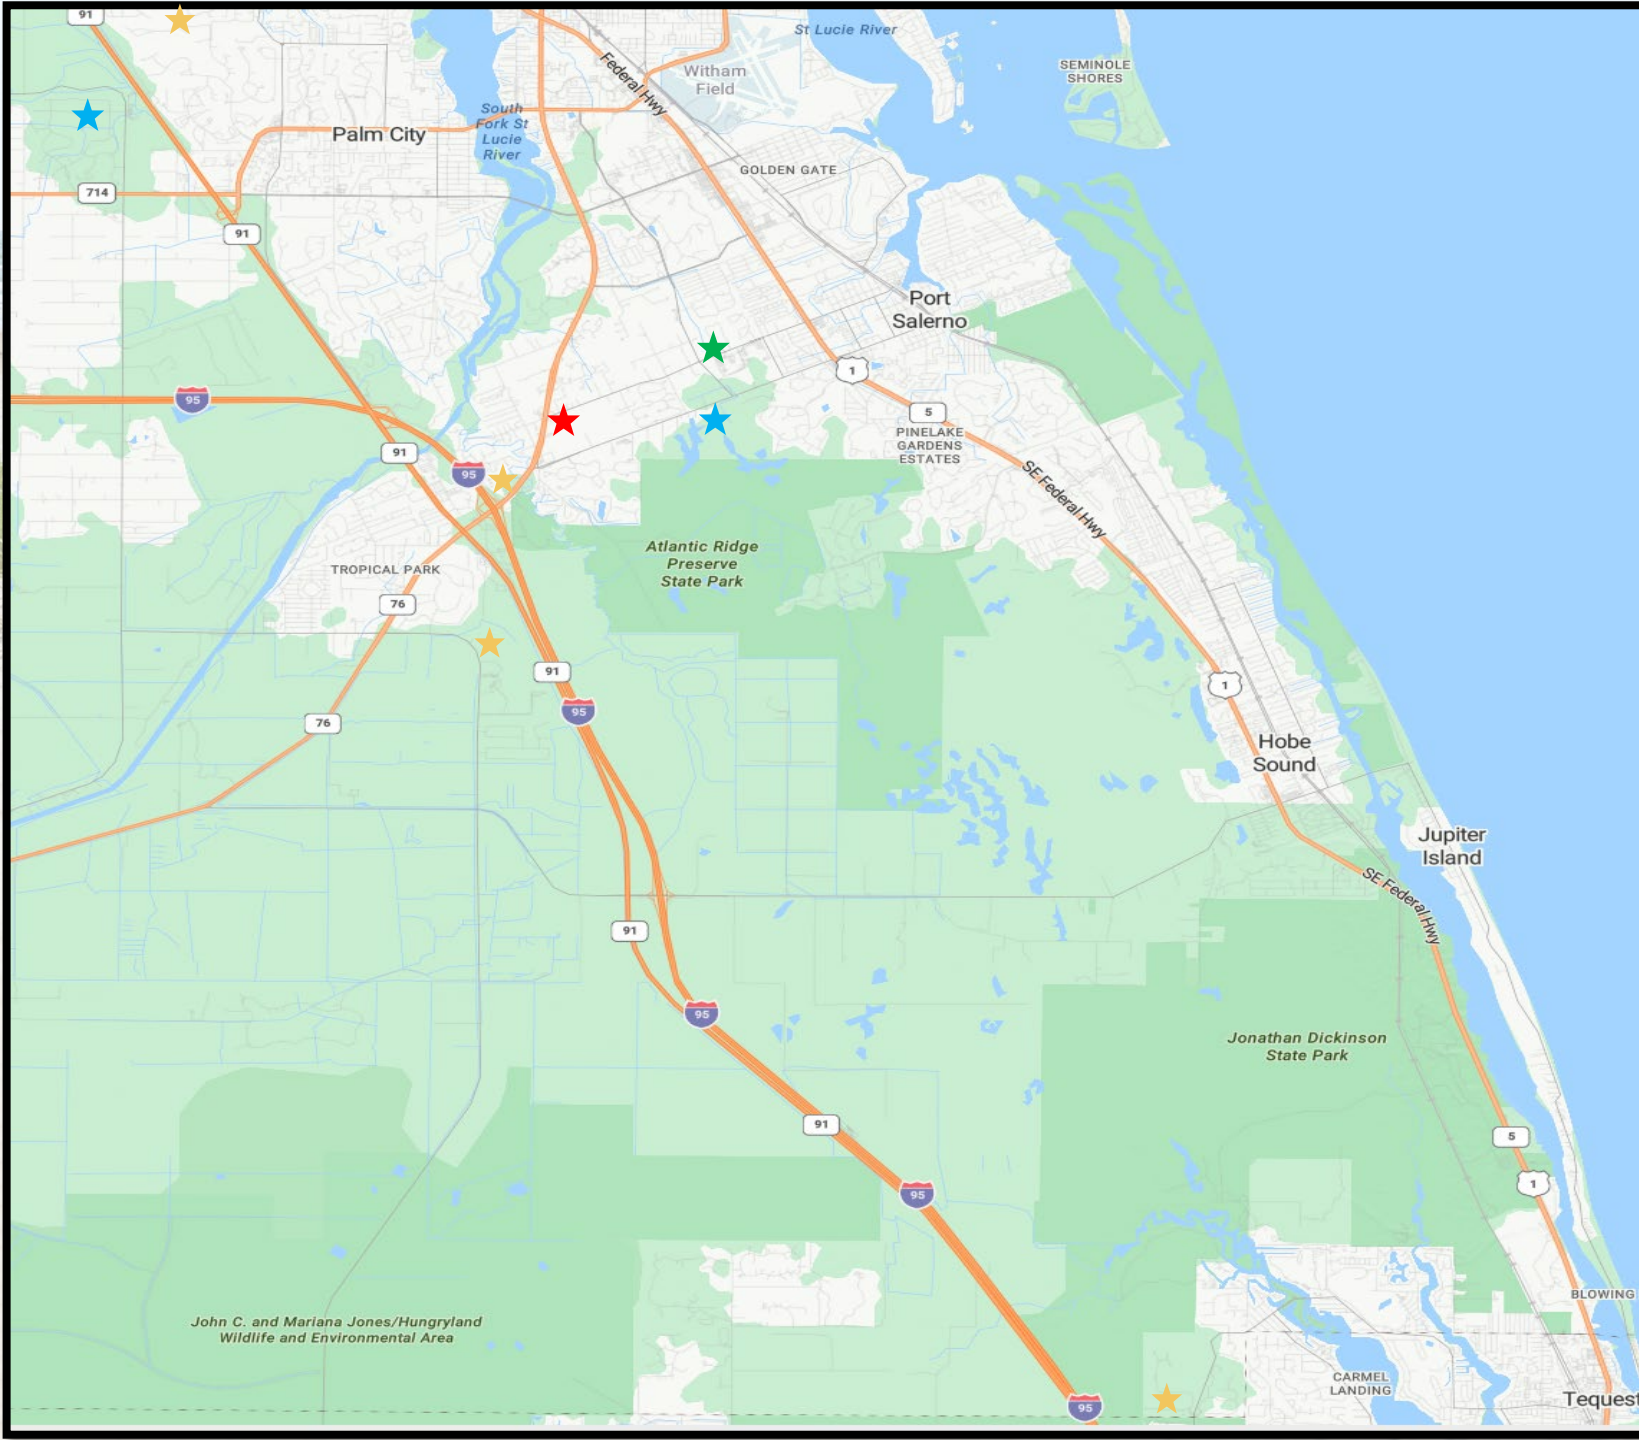 91
St Lucie River
SEMINOLE
SHORES
Federal Hwy
Witham
Field
South
Fork St
Lucie
River
Palm City
GOLDEN GATE
714
91
Port
Salerno
1
95
5
PINELAKE
GARDENS
ESTATES
91
95
SE Federal Hwy
Atlantic Ridge
Preserve
State Park
TROPICAL PARK
76
91
1
95
76
Hobe
Sound
Jupiter
Island
SE Federal Hwy
91
95
Jonathan Dickinson
State Park
91
5
95
1
BLOWING
John C. and Mariana Jones/Hungryland
Wildlife and Environmental Area
CARMEL
LANDING
95
Tequest